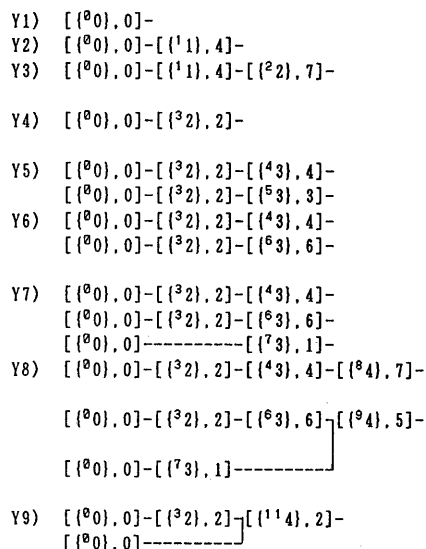 Y1) [{⁰0},0]-
Y2) [{⁰0},0]-[{¹1},4]-
Y3) [{⁰0},0]-[{¹1},4]-[{²2},7]-
Y4) [{⁰0},0]-[{³2},2]-
Y5) [{⁰0},0]-[{³2},2]-[{⁴3},4]-
[{⁰0},0]-[{³2},2]-[{⁵3},3]-
Y6) [{⁰0},0]-[{³2},2]-[{⁴3},4]-
[{⁰0},0]-[{³2},2]-[{⁶3},6]-
Y7) [{⁰0},0]-[{³2},2]-[{⁴3},4]-
[{⁰0},0]-[{³2},2]-[{⁶3},6]-
[{⁰0},0]----------[{⁷3},1]-
Y8) [{⁰0},0]-[{³2},2]-[{⁴3},4]-[{⁸4},7]-
[{⁰0},0]-[{³2},2]-[{⁶3},6]┐[{⁹4},5]-
[{⁰0},0]-[{⁷3},1]----------┘
Y9) [{⁰0},0]-[{³2},2]┐[{¹¹4},2]-
[{⁰0},0]----------┘